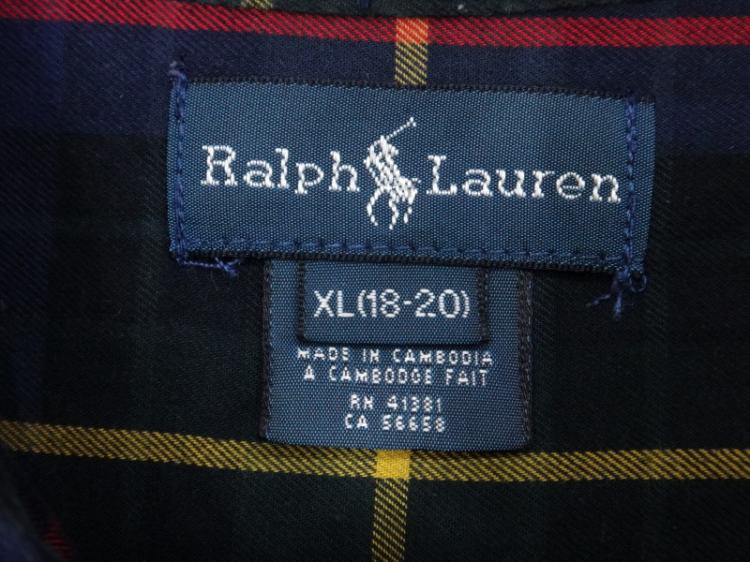 Ralph Lauren
XL(18-20)
MADE IN CAMBODIA
A CAMBODGE FAIT
RN 41381
CA 56658